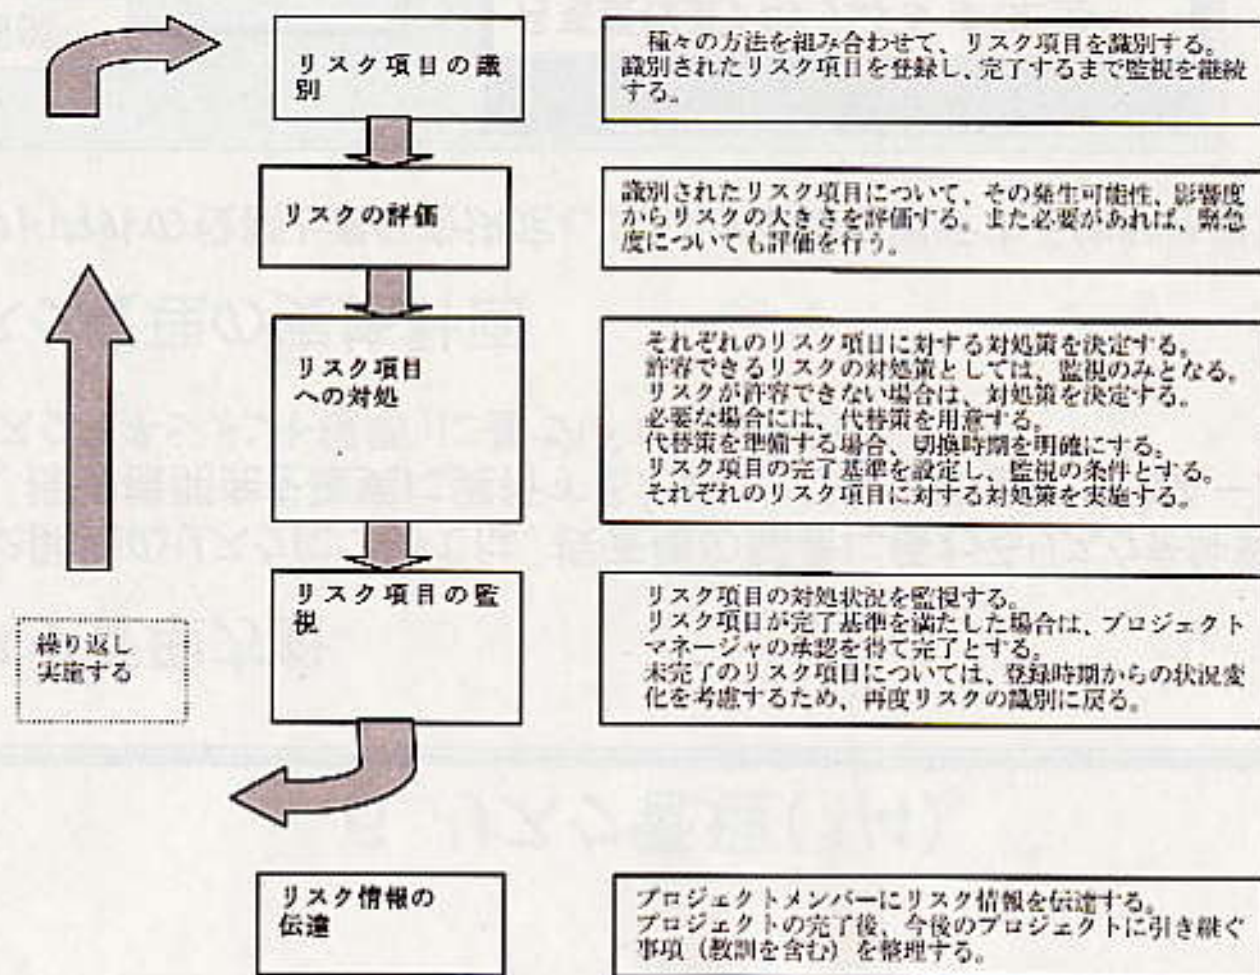 リスク項目の識
別
種々の方法を組み合わせて、リスク項目を識別する。
識別されたリスク項目を登録し、完了するまで監視を継続
する。
リスクの評価
識別されたリスク項目について、その発生可能性、影響度
からリスクの大きさを評価する。また必要があれば、緊急
度についても評価を行う。
リスク項目
への対処
それぞれのリスク項目に対する対処策を決定する。
許容できるリスクの対処策としては、監視のみとなる。
リスクが許容できない場合は、対処策を決定する。
必要な場合には、代替策を用意する。
代替策を準備する場合、切換時期を明確にする。
リスク項目の完了基準を設定し、監視の条件とする。
それぞれのリスク項目に対する対処策を実施する。
リスク項目の監
視
リスク項目の対処状況を監視する。
リスク項目が完了基準を満たした場合は、プロジェクト
マネージャの承認を得て完了とする。
未完了のリスク項目については、登録時期からの状況変
化を考慮するため、再度リスクの識別に戻る。
繰り返し
実施する
リスク情報の
伝達
プロジェクトメンバーにリスク情報を伝達する。
プロジェクトの完了後、今後のプロジェクトに引き継ぐ
事項（教訓を含む）を整理する。